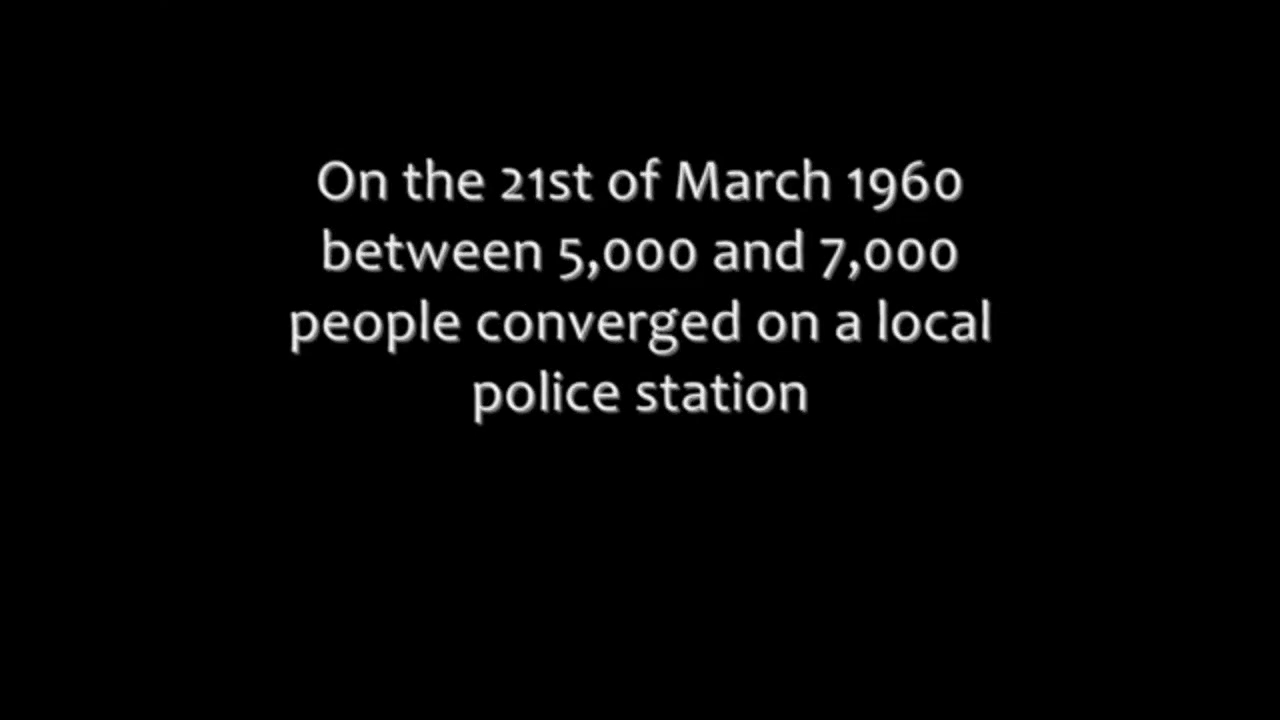 On the 21st of March 1960
between 5,000 and 7,000
people converged on a local
police station